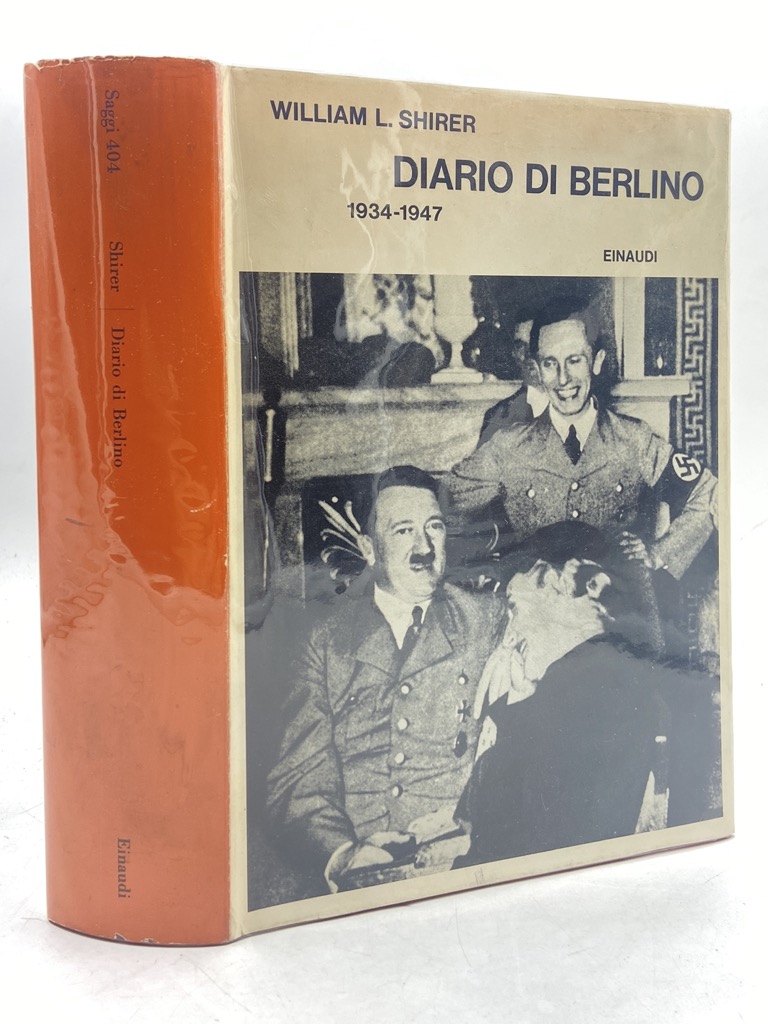 Saggi 404 Shirer Diario di Berlino Einaudi
WILLIAM L. SHIRER
DIARIO DI BERLINO
1934-1947
EINAUDI